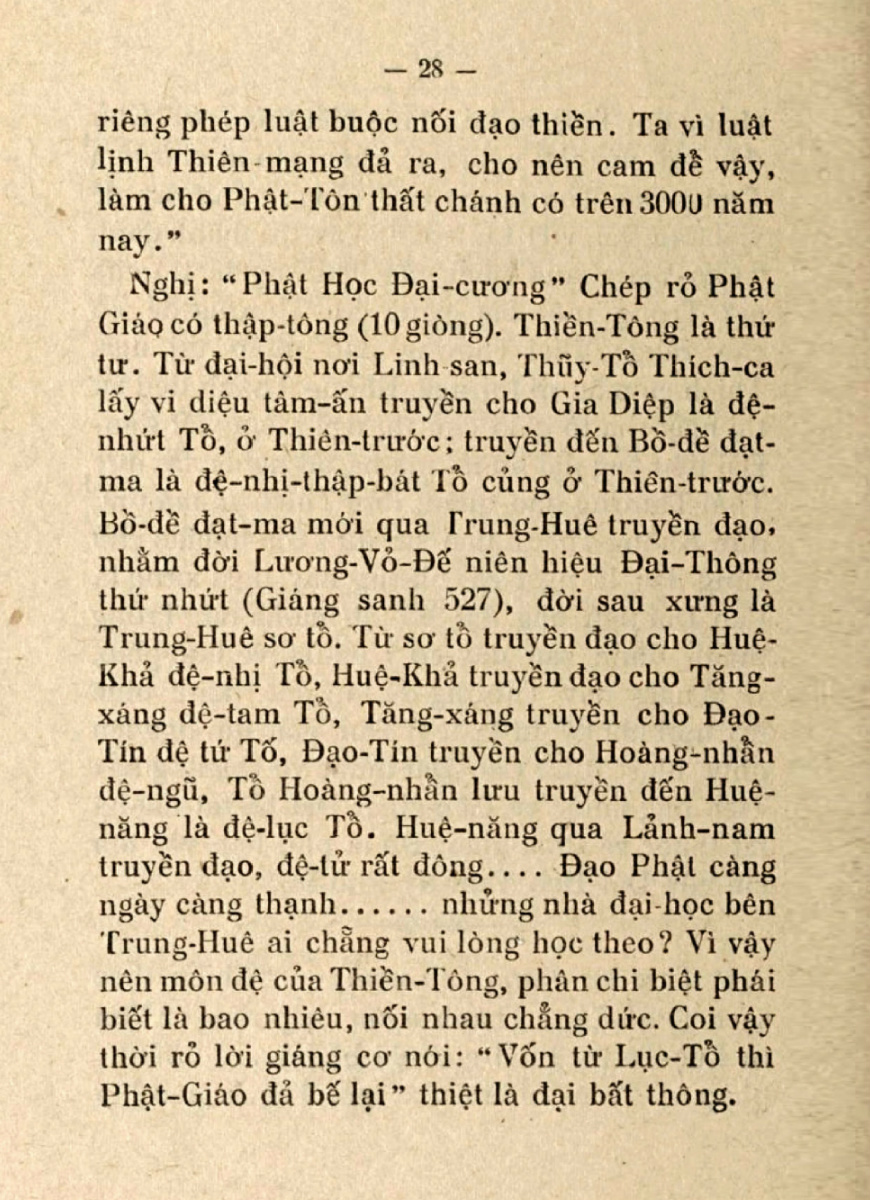 — 28 —
riêng phép luật buộc nối đạo thiền. Ta vì luật
lịnh Thiên-mạng đả ra, cho nên cam đề vậy,
làm cho Phật-Tôn thất chánh có trên 3000 năm
nay."
Nghị: “Phật Học Đại-cương” Chép rỏ Phật
Giáo có thập-tông (10 giòng). Thiền-Tông là thứ
tư. Từ đại-hội nơi Linh-san, Thũy-Tổ Thích-ca
lấy vi diệu tâm-ấn truyền cho Gia Diệp là đệ-
nhứt Tổ, ở Thiên-trước; truyền đến Bồ-đề đạt-
ma là đệ-nhị-thập-bát Tổ củng ở Thiên-trước.
Bồ-đề đạt-ma mới qua Trung-Huê truyền đạo,
nhằm đời Lương-Vỏ-Đế niên hiệu Đại-Thông
thứ nhứt (Giáng sanh 527), đời sau xưng là
Trung-Huê sơ tổ. Từ sơ tổ truyền đạo cho Huệ-
Khả đệ-nhị Tổ, Huệ-Khả truyền đạo cho Tăng-
xáng đệ-tam Tổ, Tăng-xáng truyền cho Đạo-
Tín đệ tứ Tổ, Đạo-Tín truyền cho Hoàng-nhẫn
đệ-ngũ, Tổ Hoàng-nhẫn lưu truyền đến Huệ-
năng là đệ-lục Tổ. Huệ-năng qua Lảnh-nam
truyền đạo, đệ-tử rất đông.... Đạo Phật càng
ngày càng thạnh...... những nhà đại-học bên
Trung-Huê ai chẵng vui lòng học theo? Vì vậy
nên môn đệ của Thiền-Tông, phân chi biệt phái
biết là bao nhiêu, nối nhau chẳng dức. Coi vậy
thời rỏ lời giáng cơ nói: “Vốn từ Lục-Tổ thì
Phật-Giáo đả bế lại” thiệt là đại bất thông.